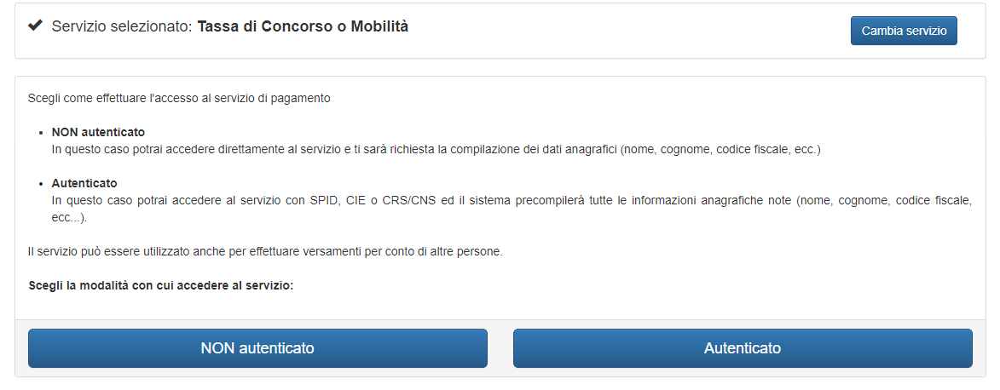 Servizio selezionato: Tassa di Concorso o Mobilità
Cambia servizio
Scegli come effettuare l'accesso al servizio di pagamento
• NON autenticato
In questo caso potrai accedere direttamente al servizio e ti sarà richiesta la compilazione dei dati anagrafici (nome, cognome, codice fiscale, ecc.)
• Autenticato
In questo caso potrai accedere al servizio con SPID, CIE o CRS/CNS ed il sistema precompilerà tutte le informazioni anagrafiche note (nome, cognome, codice fiscale,
ecc...).
Il servizio può essere utilizzato anche per effettuare versamenti per conto di altre persone.
Scegli la modalità con cui accedere al servizio:
NON autenticato
Autenticato